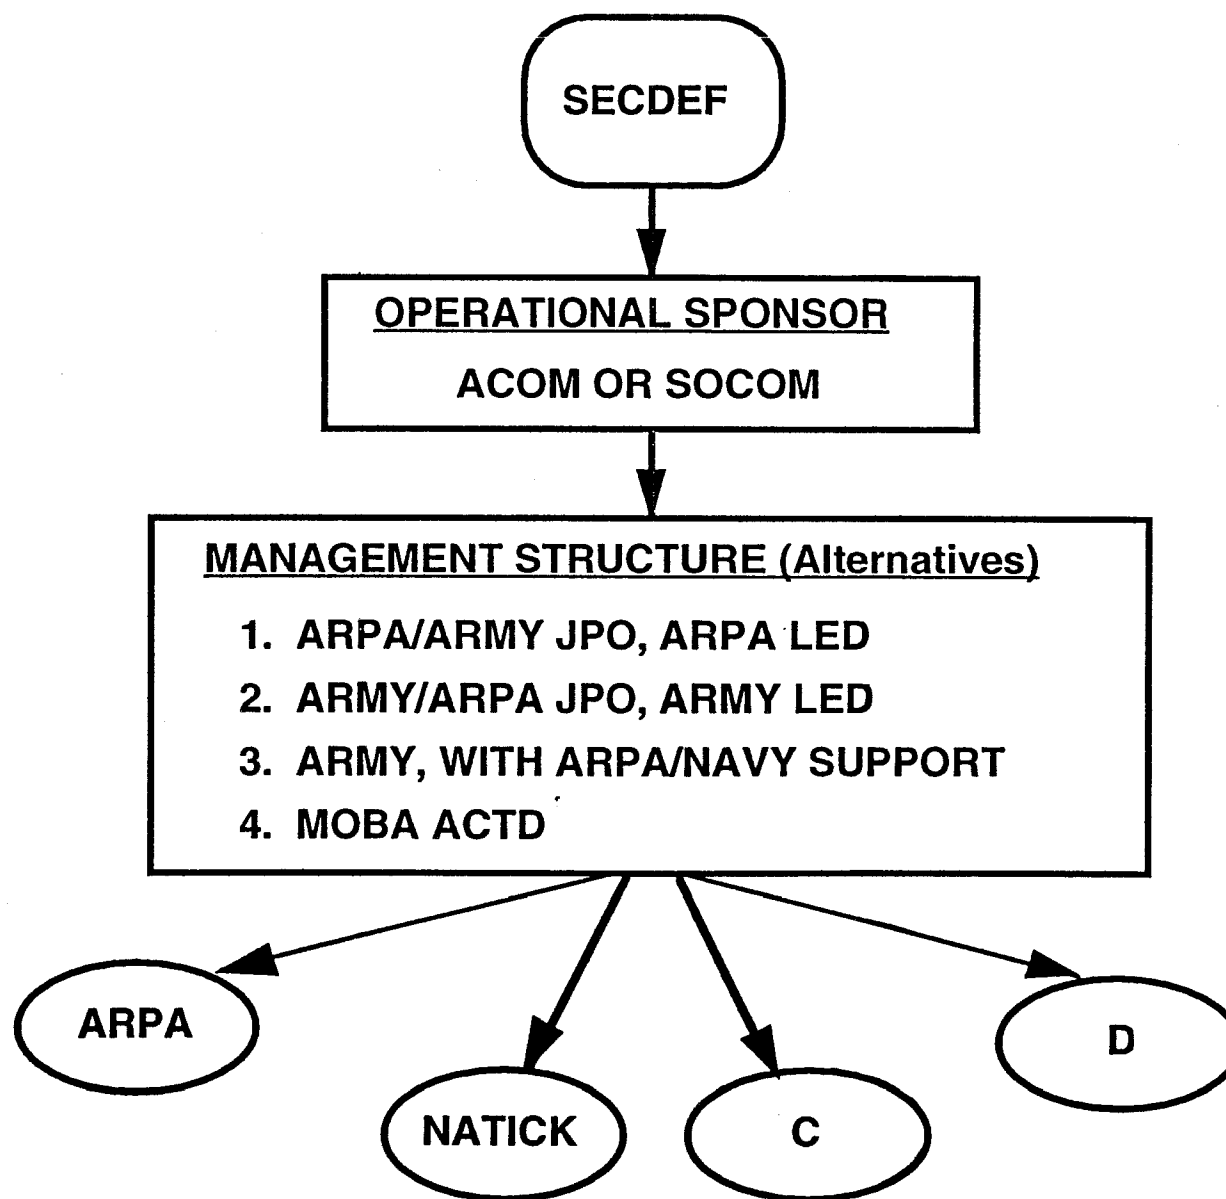 SECDEF
OPERATIONAL SPONSOR
ACOM OR SOCOM
MANAGEMENT STRUCTURE (Alternatives)
1. ARPA/ARMY JPO, ARPA LED
2. ARMY/ARPA JPO, ARMY LED
3. ARMY, WITH ARPA/NAVY SUPPORT
4. MOBA ACTD
ARPA
NATICK
C
D